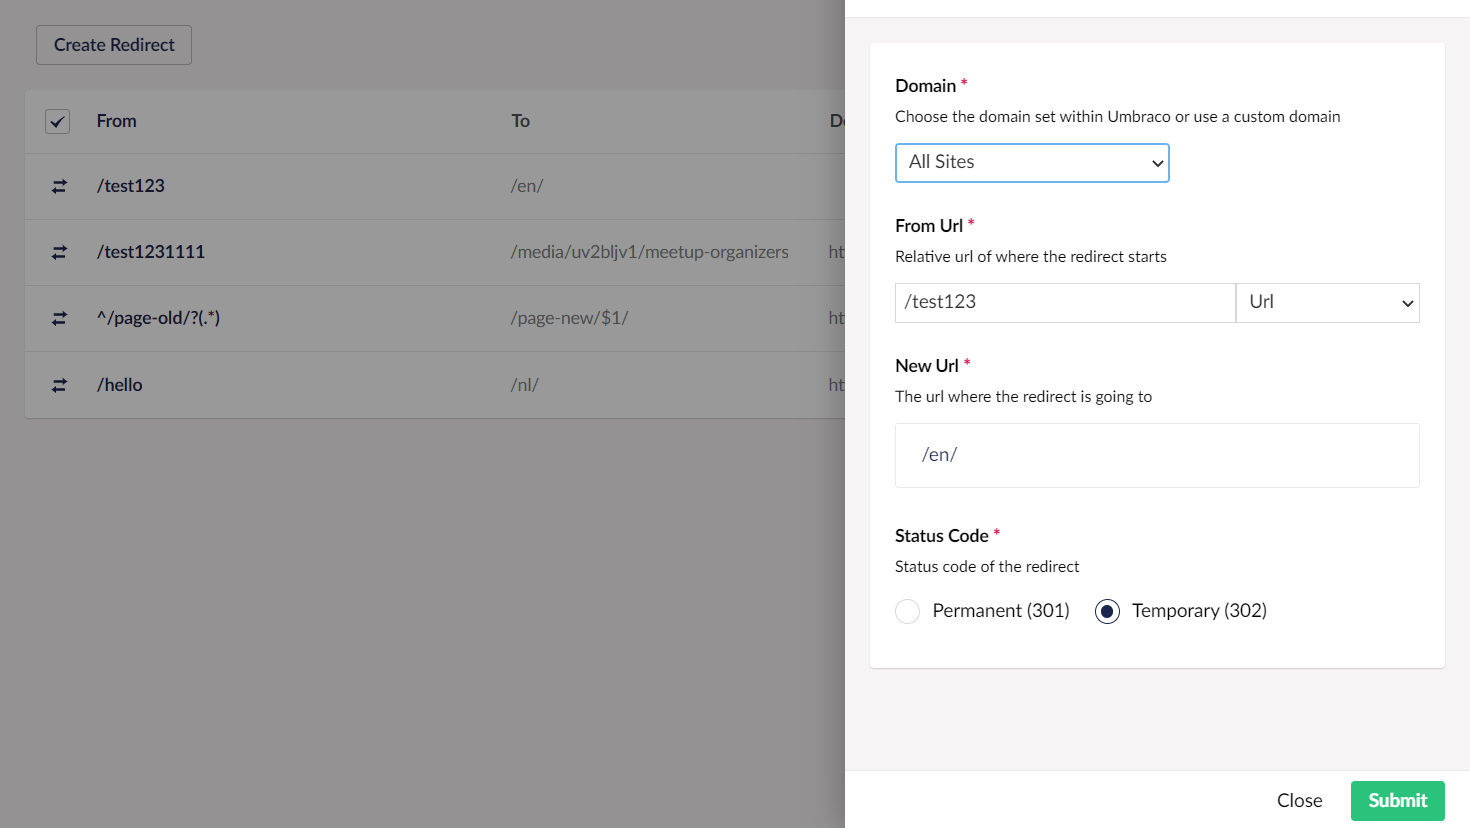 Create Redirect
From To
/test123 /en/
/test1231111 /media/uv2bljv1/meetup-organizers
^/page-old/?(.*) /page-new/$1/
/hello /nl/
Domain *
Choose the domain set within Umbraco or use a custom domain
All Sites
From Url *
Relative url of where the redirect starts
/test123 Url
New Url *
The url where the redirect is going to
/en/
Status Code *
Status code of the redirect
Permanent (301) Temporary (302)
Close Submit